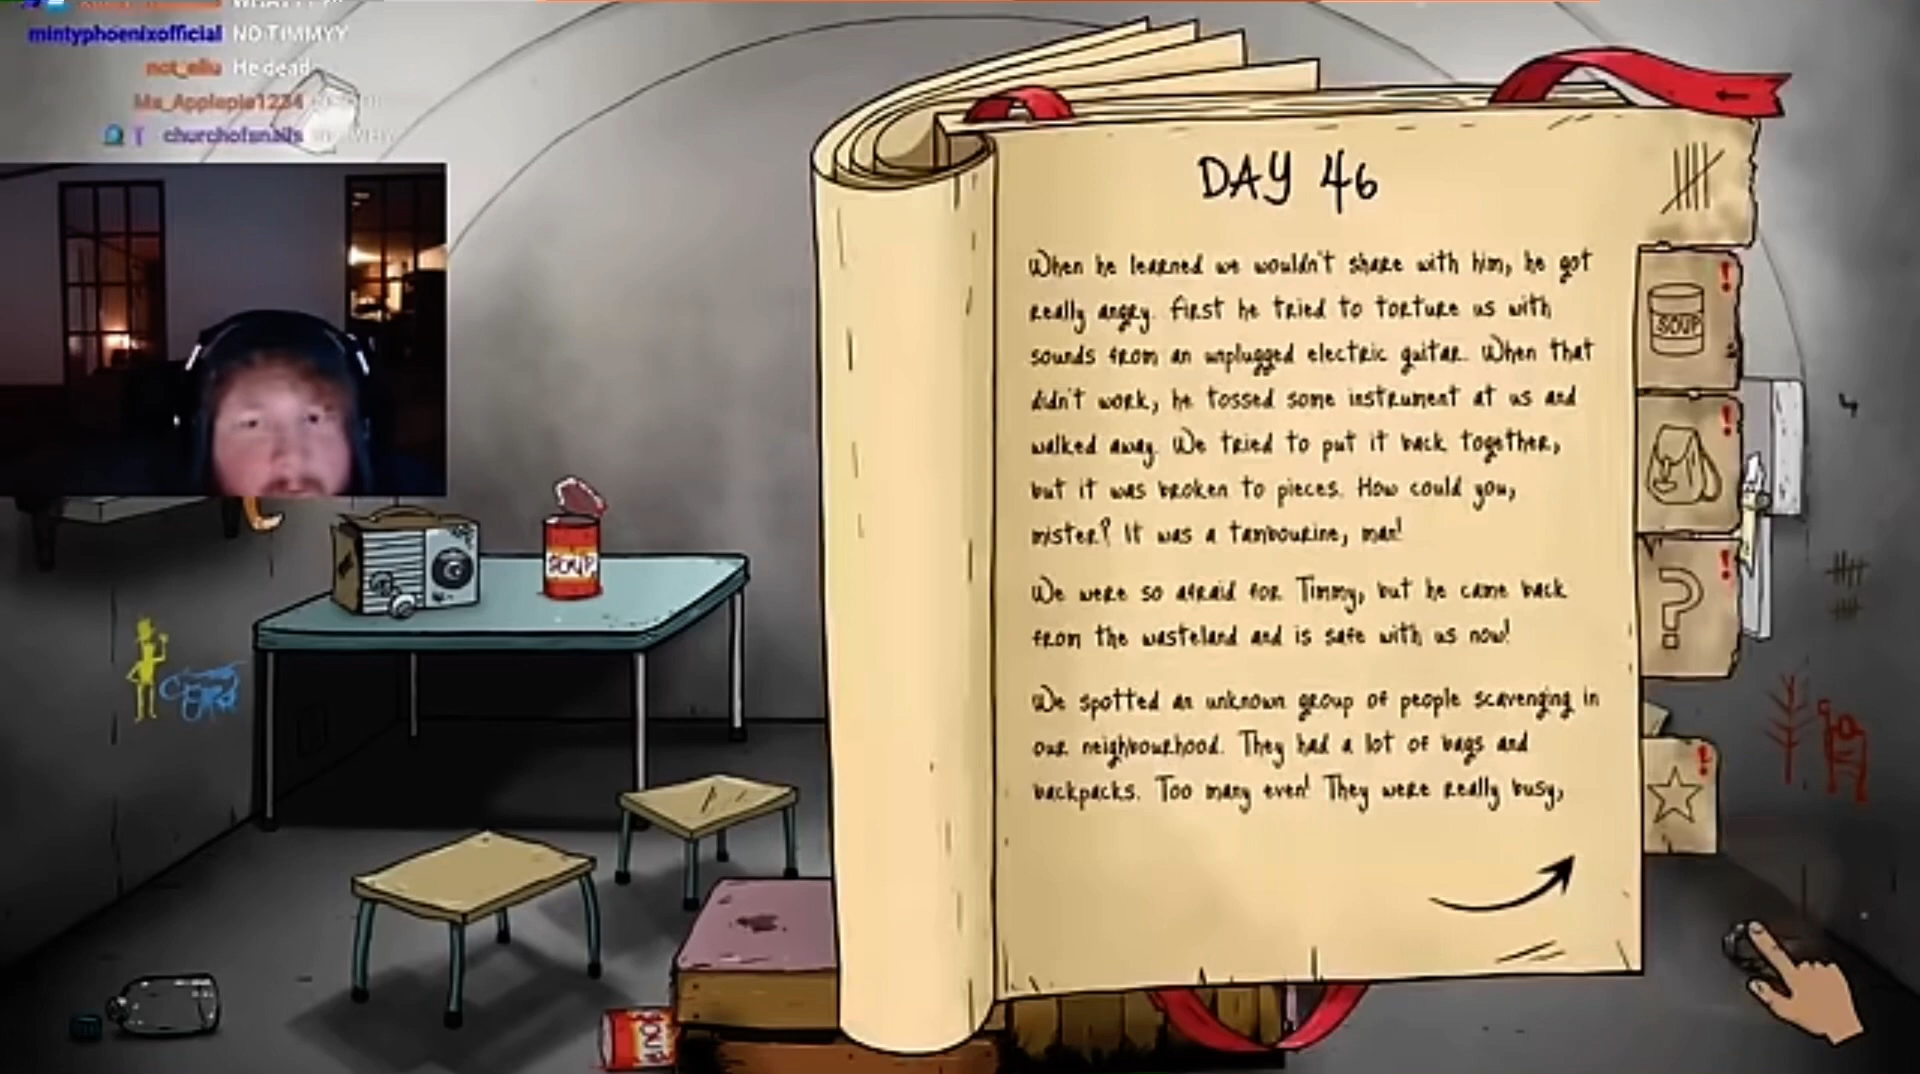 mintyphoenixofficial NO TIMMYY
not_ellu He dead
Ms_Applepie1234
churchofsnails
DAY 46
When he learned we wouldn't share with him, he got
really angry. First he tried to torture us with
sounds from an unplugged electric guitar. When that
didn't work, he tossed some instrument at us and
walked away. We tried to put it back together,
but it was broken to pieces. How could you,
mister? It was a tambourine, man!
We were so afraid for Timmy, but he came back
from the wasteland and is safe with us now!
We spotted an unknown group of people scavenging in
our neighbourhood. They had a lot of bags and
backpacks. Too many even! They were really busy,
SOUP
SOUP
SOUP